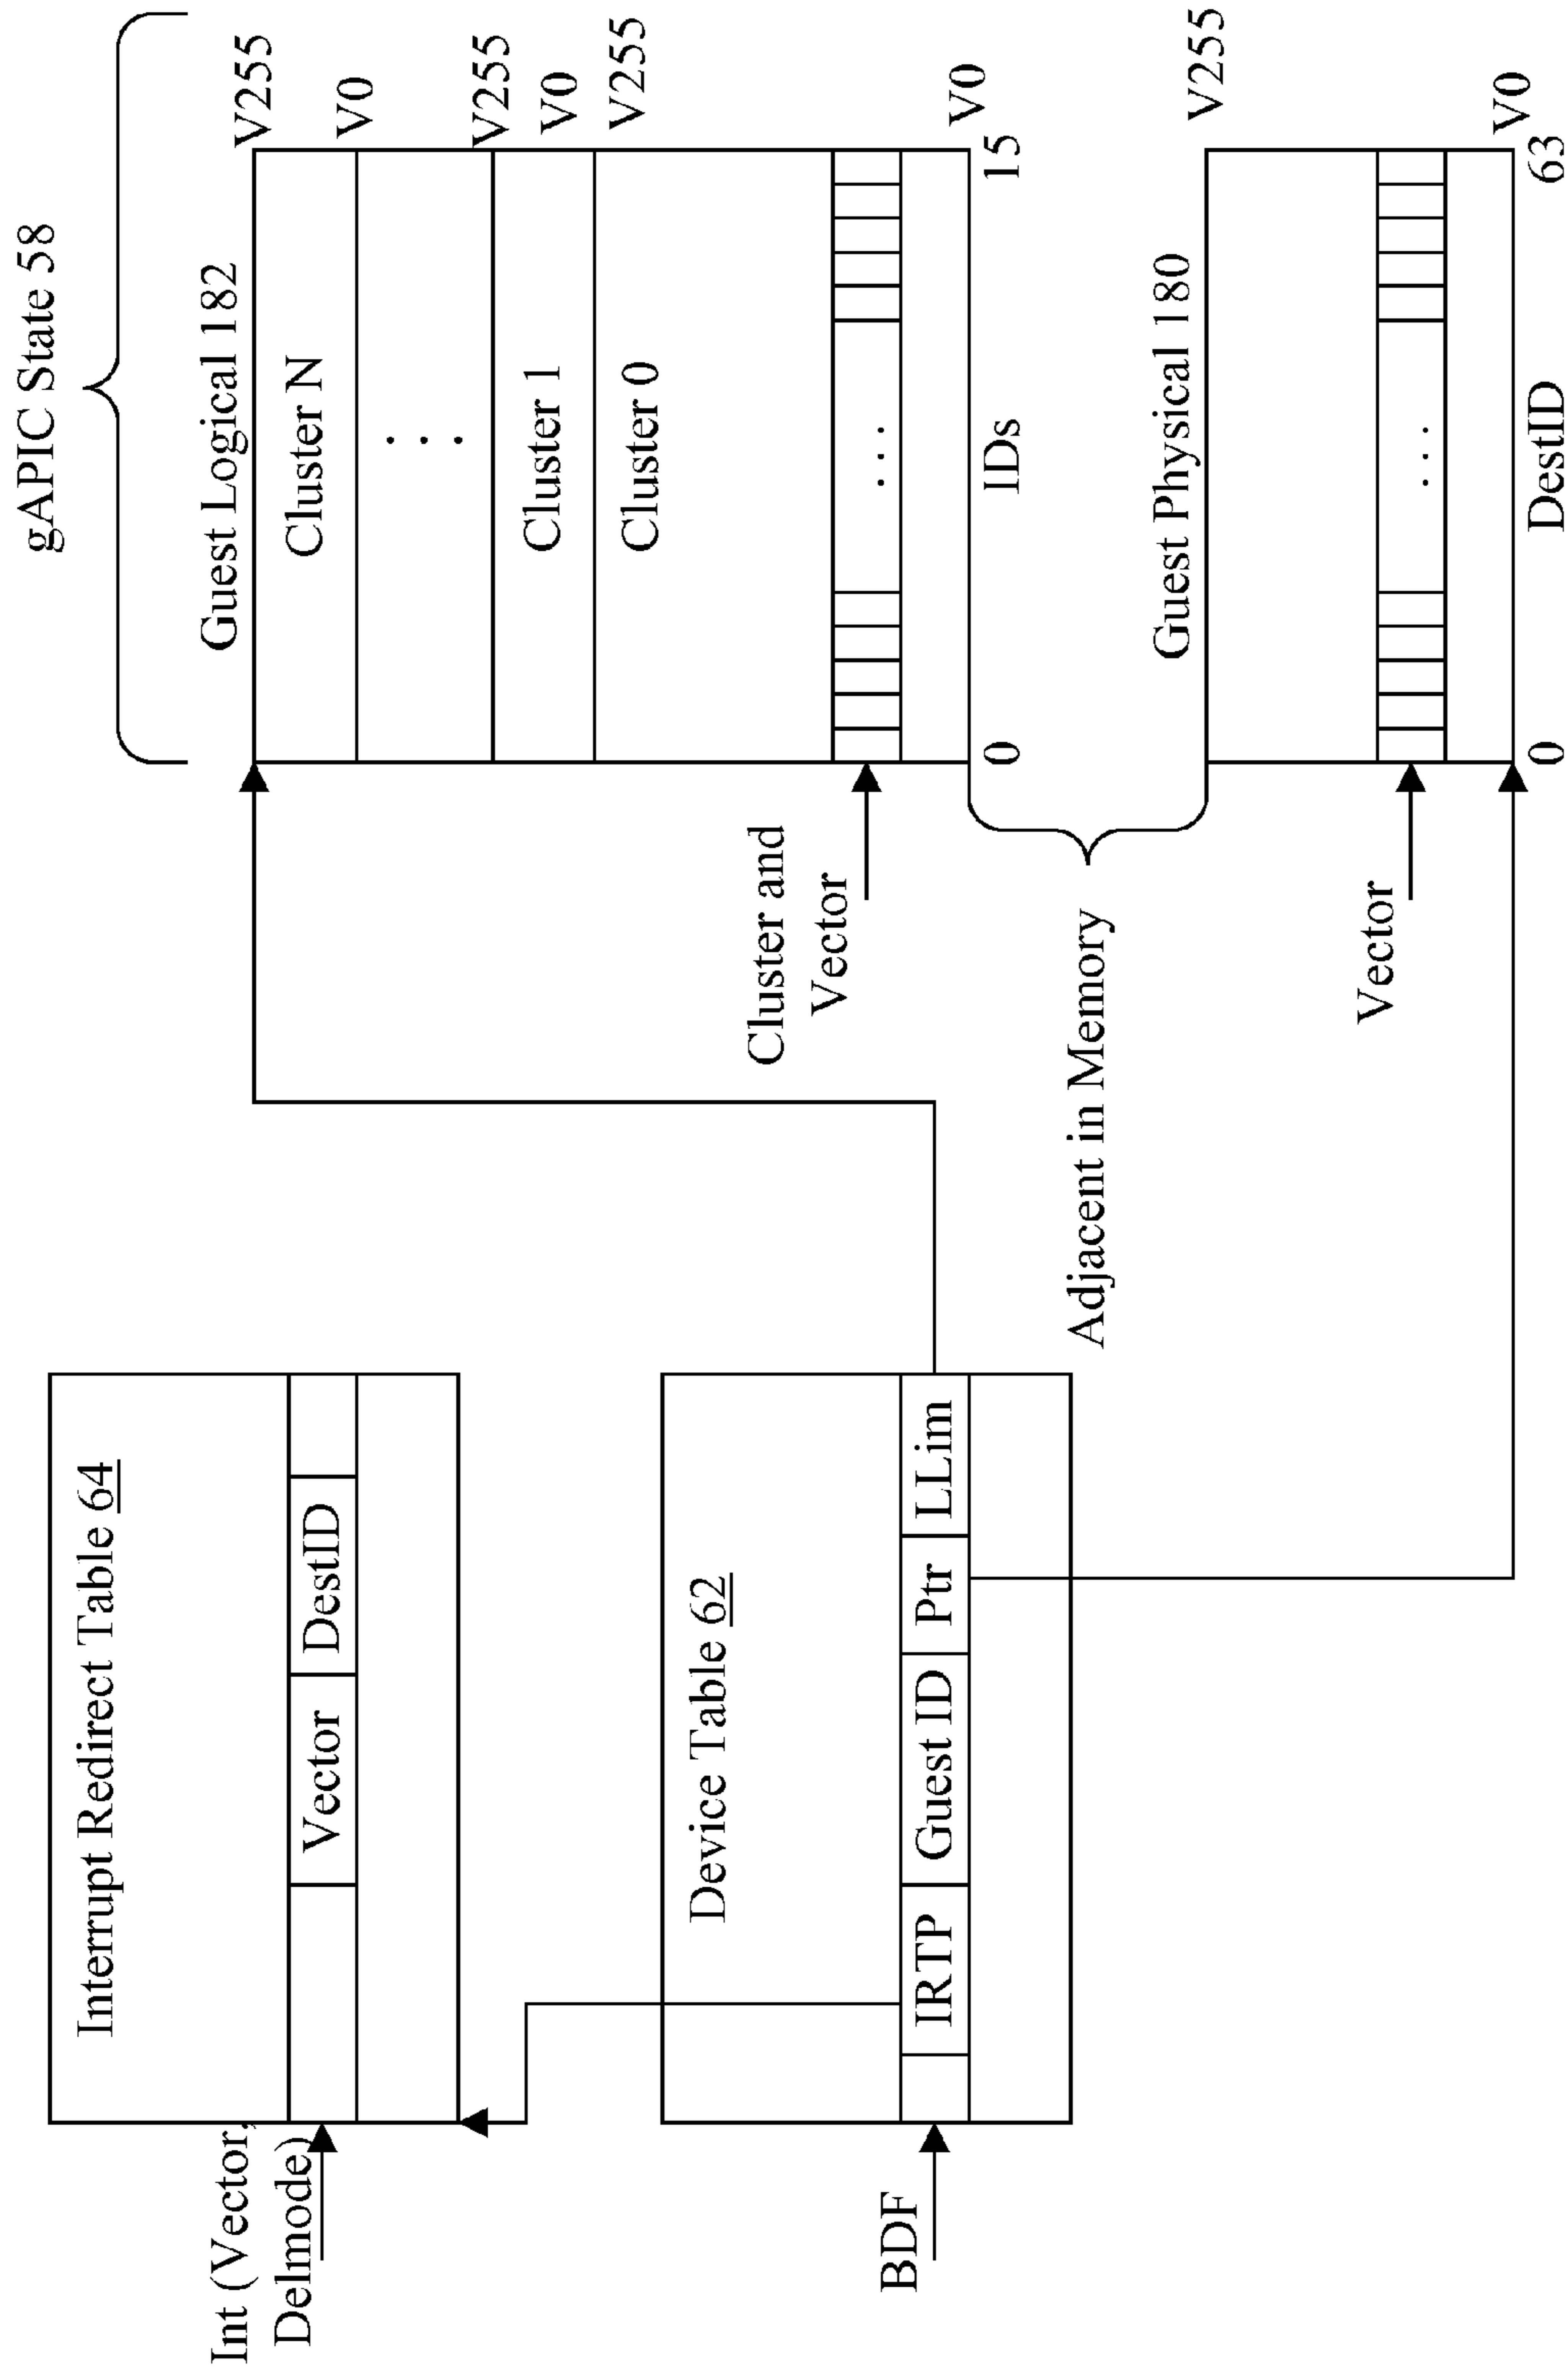 gAPIC State 58
Interrupt Redirect Table 64
Int (Vector,
Delmode)
Vector
DestID
Guest Logical 182
V255
Cluster N
V0
V255
Cluster 1
V0
Cluster 0
V255
Device Table 62
BDF
IRTP
Guest ID
Ptr
LLim
Cluster and
Vector
...
V0
0
IDs
15
Adjacent in Memory
Guest Physical 180
V255
Vector
...
V0
0
DestID
63